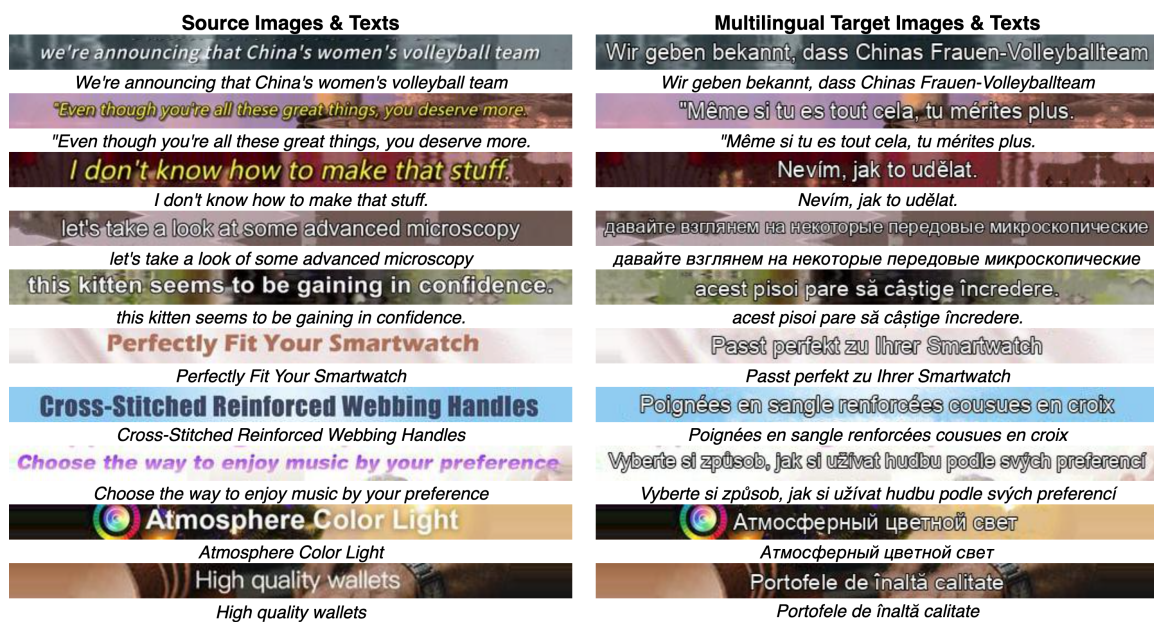 Source Images & Texts
Multilingual Target Images & Texts
we're announcing that China's women's volleyball team
Wir geben bekannt, dass Chinas Frauen-Volleyballteam
We're announcing that China's women's volleyball team
Wir geben bekannt, dass Chinas Frauen-Volleyballteam
"Even though you're all these great things, you deserve more.
"Même si tu es tout cela, tu mérites plus.
"Even though you're all these great things, you deserve more.
"Même si tu es tout cela, tu mérites plus.
I don't know how to make that stuff.
Nevím, jak to udělat.
I don't know how to make that stuff.
Nevím, jak to udělat.
let's take a look at some advanced microscopy
давайте взглянем на некоторые передовые микроскопические
let's take a look of some advanced microscopy
давайте взглянем на некоторые передовые микроскопические
this kitten seems to be gaining in confidence.
acest pisoi pare să câștige încredere.
this kitten seems to be gaining in confidence.
acest pisoi pare să câștige încredere.
Perfectly Fit Your Smartwatch
Passt perfekt zu Ihrer Smartwatch
Perfectly Fit Your Smartwatch
Passt perfekt zu Ihrer Smartwatch
Cross-Stitched Reinforced Webbing Handles
Poignées en sangle renforcées cousues en croix
Cross-Stitched Reinforced Webbing Handles
Poignées en sangle renforcées cousues en croix
Choose the way to enjoy music by your preference
Vyberte si způsob, jak si užívat hudbu podle svých preferencí
Choose the way to enjoy music by your preference
Vyberte si způsob, jak si užívat hudbu podle svých preferencí
Atmosphere Color Light
Атмосферный цветной свет
Atmosphere Color Light
Атмосферный цветной свет
High quality wallets
Portofele de înaltă calitate
High quality wallets
Portofele de înaltă calitate